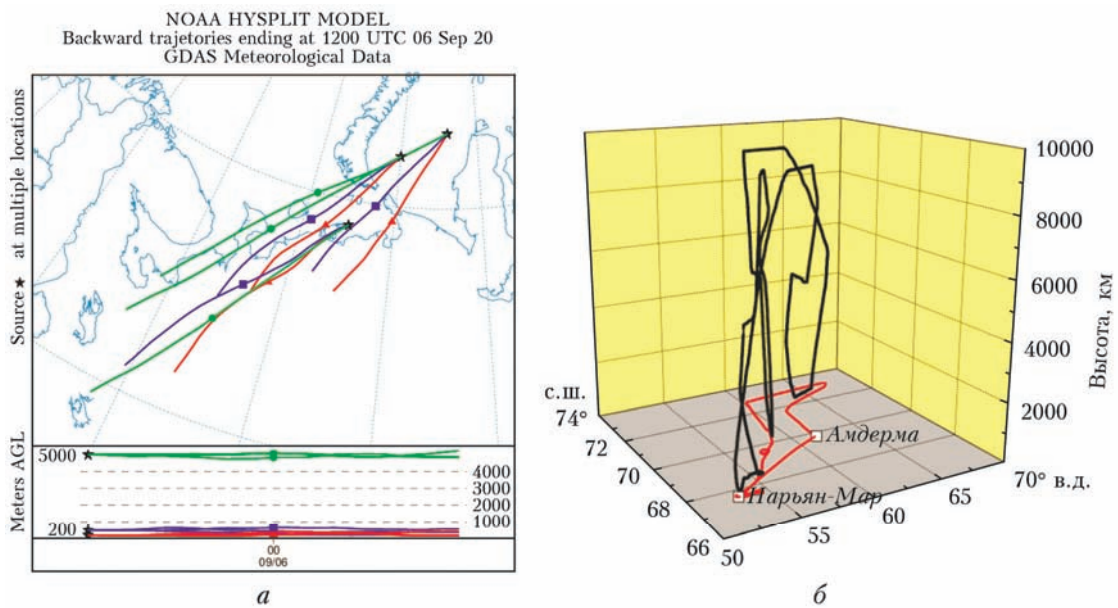 NOAA HYSPLIT MODEL
Backward trajetories ending at 1200 UTC 06 Sep 20
GDAS Meteorological Data
Source ★ at multiple locations
Meters AGL
5000
4000
3000
2000
1000
200
00
09/06
а
10000
8000
6000
4000
2000
Высота, км
с.ш.
74°
72
70
68
66
50
55
60
65
70° в.д.
Амдерма
Нарьян-Мар
б